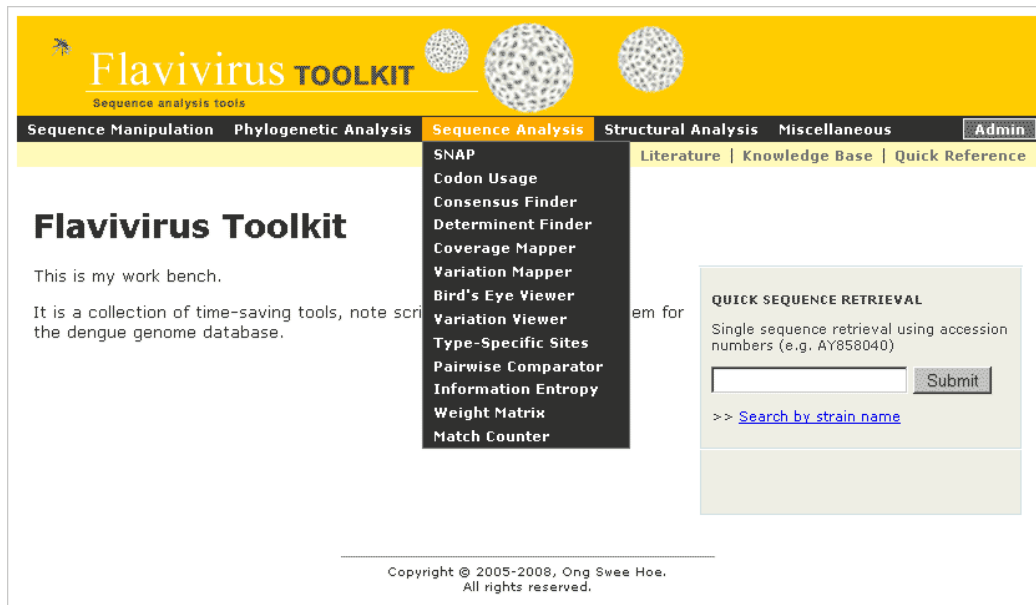 Flavivirus TOOLKIT
Sequence analysis tools
Sequence Manipulation Phylogenetic Analysis Sequence Analysis Structural Analysis Miscellaneous Admin
Literature | Knowledge Base | Quick Reference
SNAP
Codon Usage
Consensus Finder
Determinent Finder
Coverage Mapper
Variation Mapper
Bird's Eye Viewer
Variation Viewer
Type-Specific Sites
Pairwise Comparator
Information Entropy
Weight Matrix
Match Counter
Flavivirus Toolkit
This is my work bench.
It is a collection of time-saving tools, note scri em for
the dengue genome database.
QUICK SEQUENCE RETRIEVAL
Single sequence retrieval using accession
numbers (e.g. AY858040)
Submit
>> Search by strain name
Copyright © 2005-2008, Ong Swee Hoe.
All rights reserved.